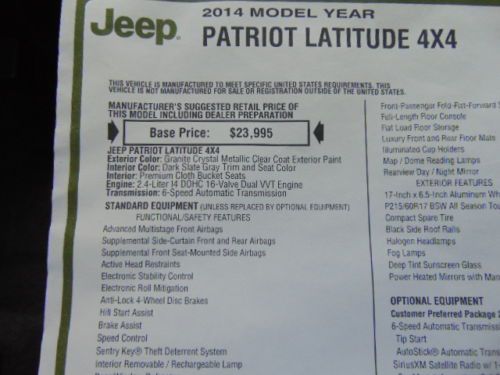 Jeep
2014 MODEL YEAR
PATRIOT LATITUDE 4X4
THIS VEHICLE IS MANUFACTURED TO MEET SPECIFIC UNITED STATES REQUIREMENTS. THIS
VEHICLE IS NOT MANUFACTURED FOR SALE OR REGISTRATION OUTSIDE OF THE UNITED STATES.
MANUFACTURER'S SUGGESTED RETAIL PRICE OF
THIS MODEL INCLUDING DEALER PREPARATION
Base Price: $23,995
JEEP PATRIOT LATITUDE 4X4
Exterior Color: Granite Crystal Metallic Clear Coat Exterior Paint
Interior Color: Dark Slate Gray Trim and Seat Color
Interior: Premium Cloth Bucket Seats
Engine: 2.4-Liter I4 DOHC 16-Valve Dual VVT Engine
Transmission: 6-Speed Automatic Transmission
STANDARD EQUIPMENT (UNLESS REPLACED BY OPTIONAL EQUIPMENT)
FUNCTIONAL/SAFETY FEATURES
Advanced Multistage Front Airbags
Supplemental Side-Curtain Front and Rear Airbags
Supplemental Front Seat-Mounted Side Airbags
Active Head Restraints
Electronic Stability Control
Electronic Roll Mitigation
Anti-Lock 4-Wheel Disc Brakes
Hill Start Assist
Brake Assist
Speed Control
Sentry Key® Theft Deterrent System
Interior Removable / Rechargeable Lamp
Front-Passenger Fold-Flat-Forward
Full-Length Floor Console
Flat Load Floor Storage
Luxury Front and Rear Floor Mats
Illuminated Cup Holders
Map / Dome Reading Lamps
Rearview Day / Night Mirror
EXTERIOR FEATURES
17-Inch x 6.5-Inch Aluminum
P215/60R17 BSW All Season
Compact Spare Tire
Black Side Roof Rails
Halogen Headlamps
Fog Lamps
Deep Tint Sunscreen Glass
Power Heated Mirrors with
OPTIONAL EQUIPMENT
Customer Preferred Package
6-Speed Automatic
Tip Start
AutoStick® Automatic
SiriusXM Satellite Radio